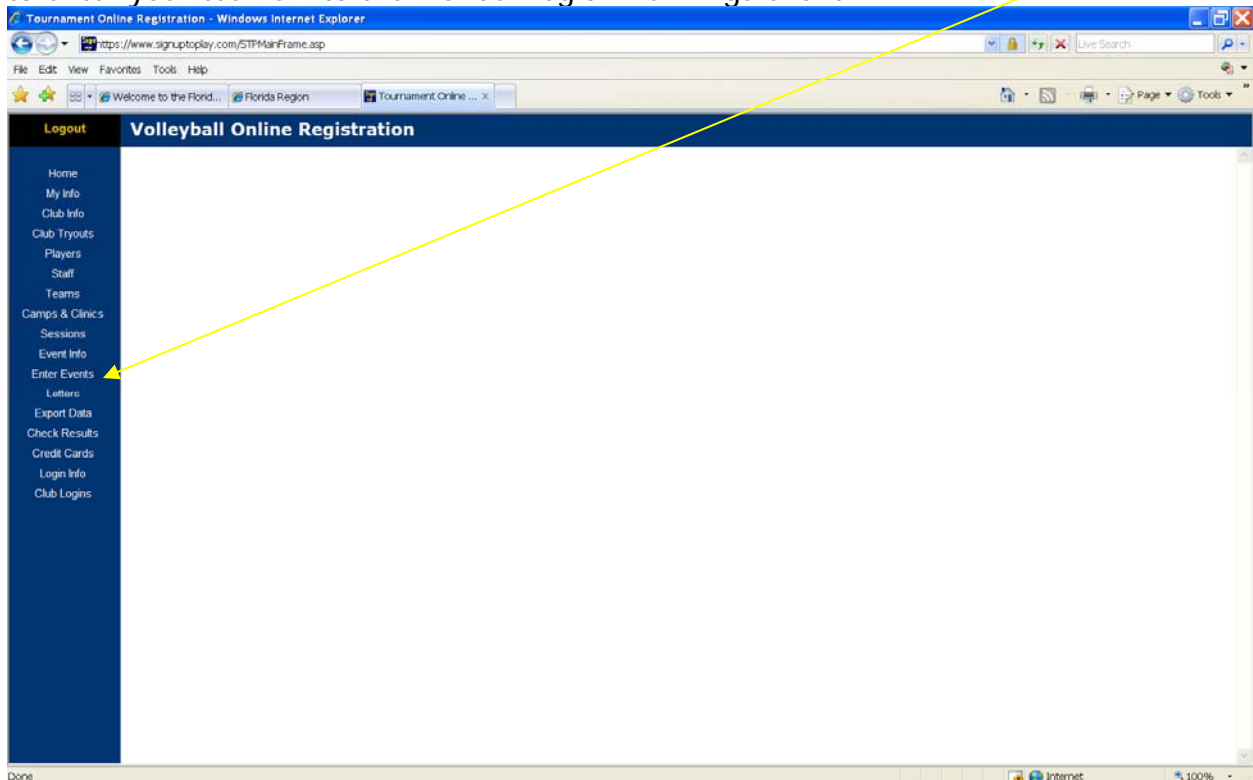 Tournament Online Registration - Windows Internet Explorer
https://www.signuptoplay.com/STPMainFrame.asp
Live Search
File Edit View Favorites Tools Help
Welcome to the Florid... Florida Region Tournament Online ... Page Tools
Logout Volleyball Online Registration
Home
My Info
Club Info
Club Tryouts
Players
Staff
Teams
Camps & Clinics
Sessions
Event Info
Enter Events
Letters
Export Data
Check Results
Credit Cards
Login Info
Club Logins
Done Internet 100%